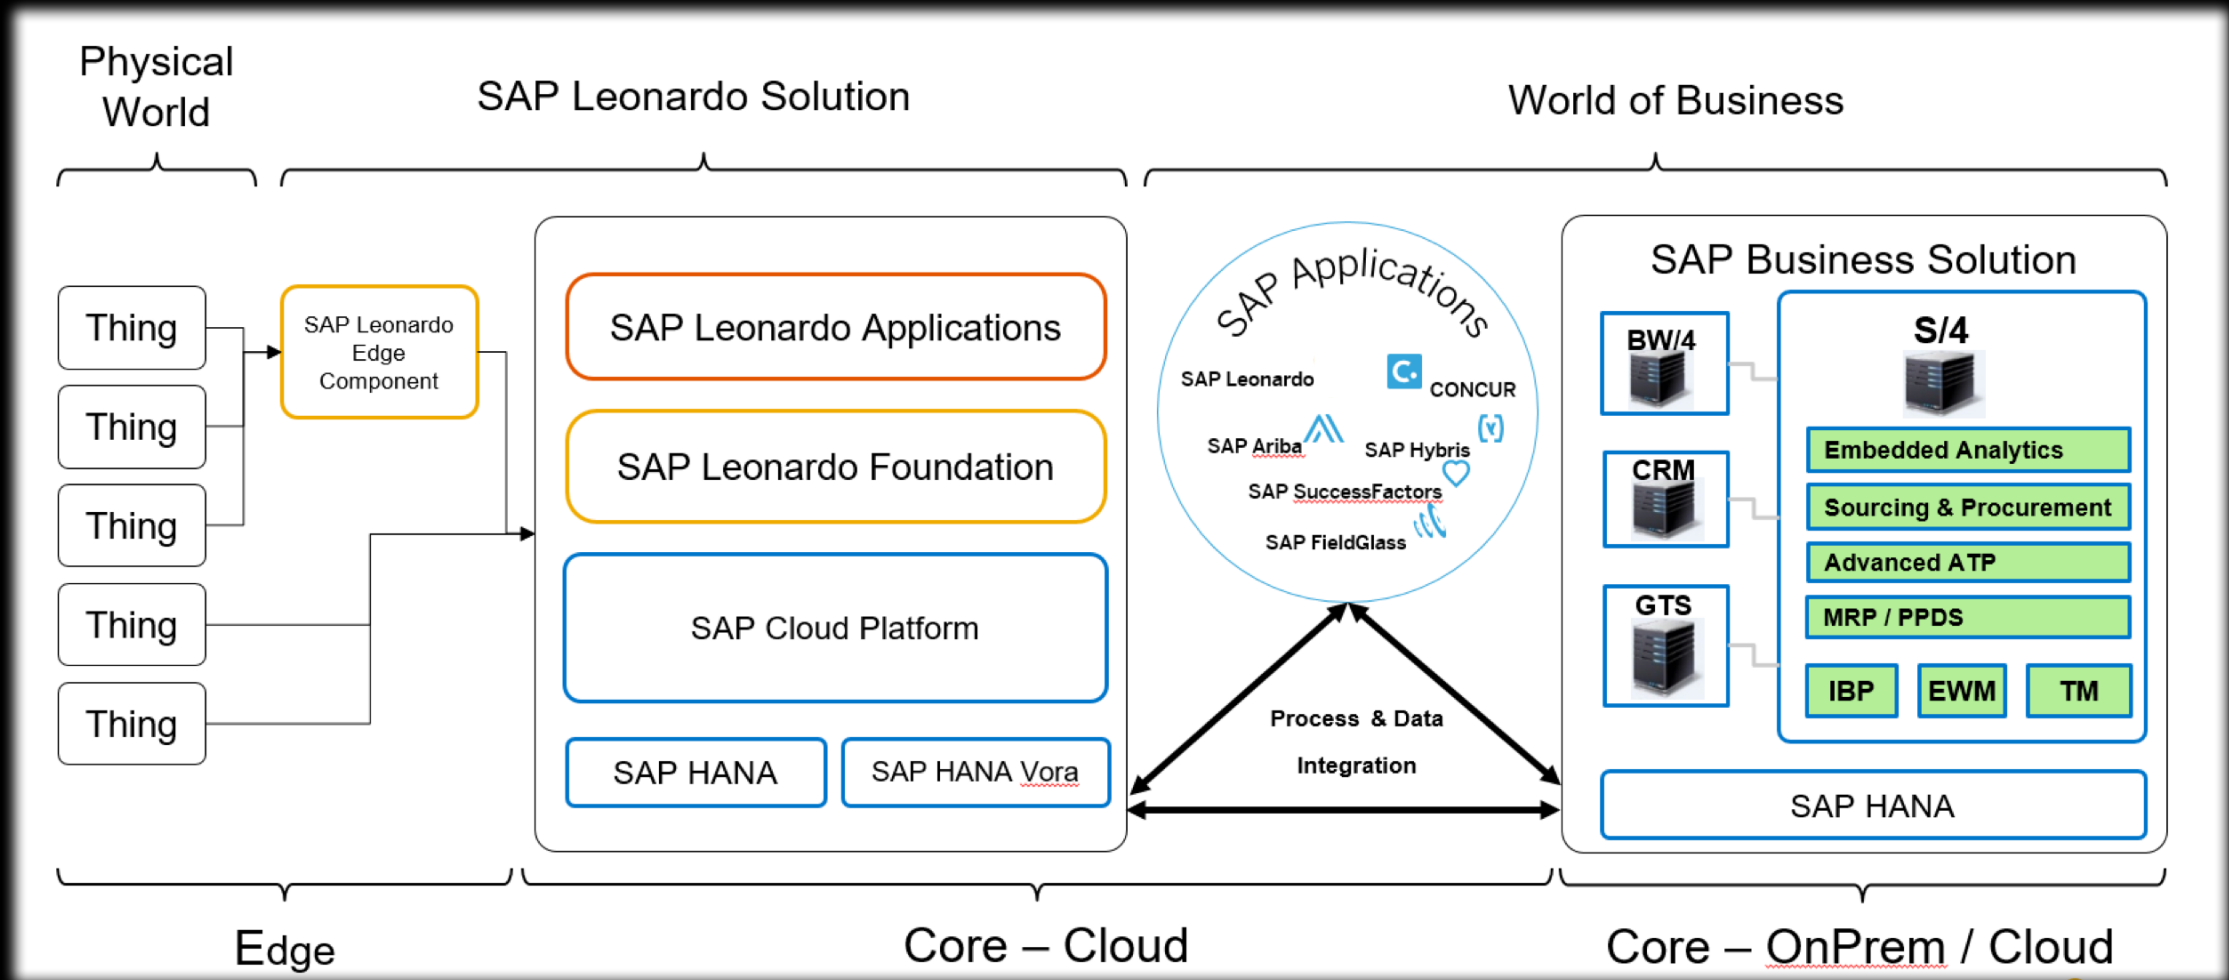 Physical
World
SAP Leonardo Solution
World of Business
Thing
Thing
Thing
Thing
Thing
SAP Leonardo
Edge
Component
SAP Leonardo Applications
SAP Leonardo Foundation
SAP Cloud Platform
SAP HANA
SAP HANA Vora
SAP Applications
SAP Leonardo
C.
CONCUR
SAP Ariba
SAP Hybris
SAP SuccessFactors
SAP FieldGlass
Process & Data
Integration
SAP Business Solution
BW/4
CRM
GTS
S/4
Embedded Analytics
Sourcing & Procurement
Advanced ATP
MRP / PPDS
IBP
EWM
TM
SAP HANA
Edge
Core – Cloud
Core – OnPrem / Cloud